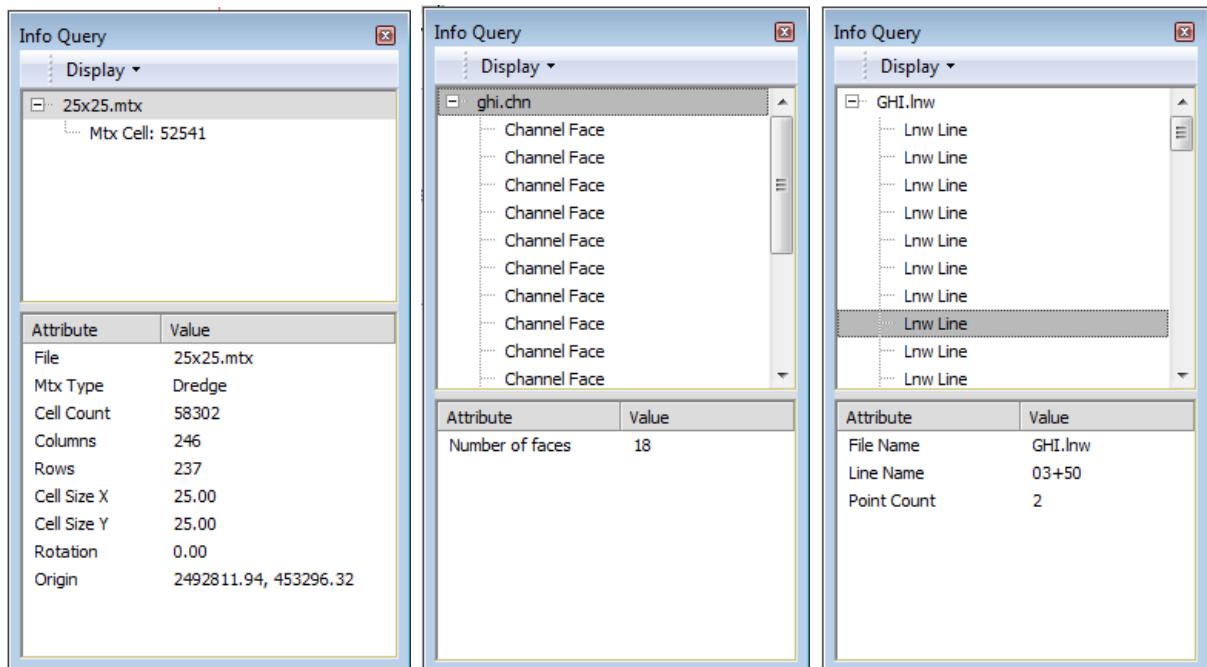 Info Query
Display
25x25.mtx
Mtx Cell: 52541
Attribute Value
File 25x25.mtx
Mtx Type Dredge
Cell Count 58302
Columns 246
Rows 237
Cell Size X 25.00
Cell Size Y 25.00
Rotation 0.00
Origin 2492811.94, 453296.32
Info Query
Display
ghi.chn
Channel Face
Channel Face
Channel Face
Channel Face
Channel Face
Channel Face
Channel Face
Channel Face
Channel Face
Channel Face
Attribute Value
Number of faces 18
Info Query
Display
GHI.lnw
Lnw Line
Lnw Line
Lnw Line
Lnw Line
Lnw Line
Lnw Line
Lnw Line
Lnw Line
Lnw Line
Lnw Line
Attribute Value
File Name GHI.lnw
Line Name 03+50
Point Count 2